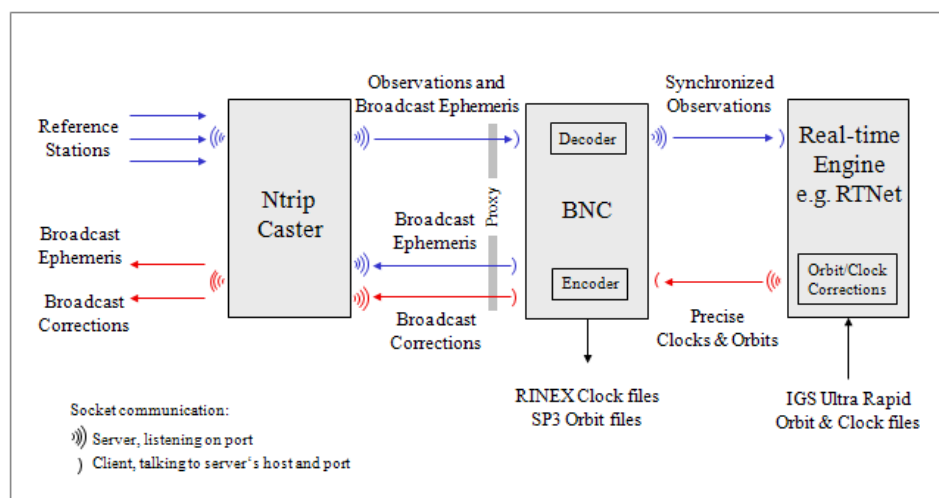 Observations and
Broadcast Ephemeris
Synchronized
Observations
Reference
Stations
Ntrip
Caster
Proxy
Decoder
BNC
Encoder
Real-time
Engine
e.g. RTNet
Orbit/Clock
Corrections
Broadcast
Ephemeris
Broadcast
Ephemeris
Broadcast
Corrections
Broadcast
Corrections
Precise
Clocks & Orbits
RINEX Clock files
SP3 Orbit files
IGS Ultra Rapid
Orbit & Clock files
Socket communication:
Server, listening on port
Client, talking to server's host and port